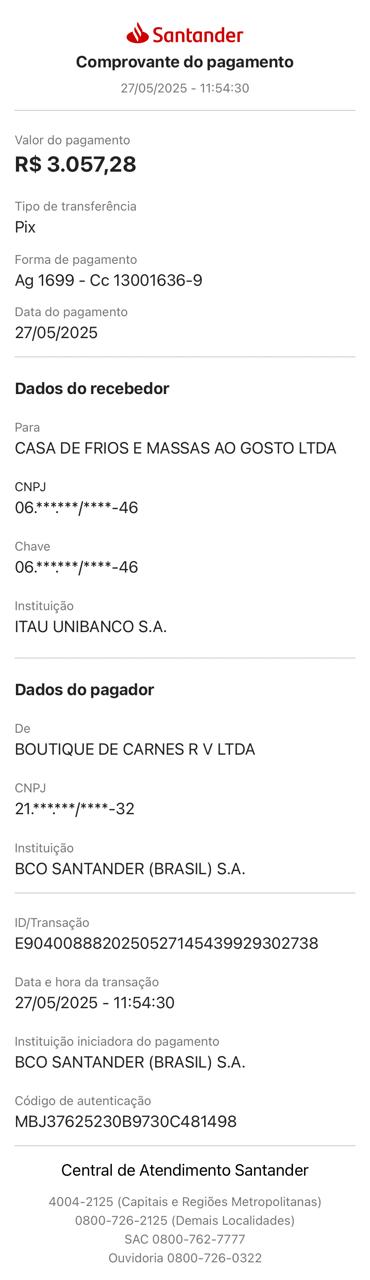 Santander
Comprovante do pagamento
27/05/2025 - 11:54:30
Valor do pagamento
R$ 3.057,28
Tipo de transferência
Pix
Forma de pagamento
Ag 1699 - Cc 13001636-9
Data do pagamento
27/05/2025
Dados do recebedor
Para
CASA DE FRIOS E MASSAS AO GOSTO LTDA
CNPJ
06.***.***/****-46
Chave
06.***.***/****-46
Instituição
ITAU UNIBANCO S.A.
Dados do pagador
De
BOUTIQUE DE CARNES R V LTDA
CNPJ
21.***.***/****-32
Instituição
BCO SANTANDER (BRASIL) S.A.
ID/Transação
E9040088820250527145439929302738
Data e hora da transação
27/05/2025 - 11:54:30
Instituição iniciadora do pagamento
BCO SANTANDER (BRASIL) S.A.
Código de autenticação
MBJ37625230B9730C481498
Central de Atendimento Santander
4004-2125 (Capitais e Regiões Metropolitanas)
0800-726-2125 (Demais Localidades)
SAC 0800-762-7777
Ouvidoria 0800-726-0322